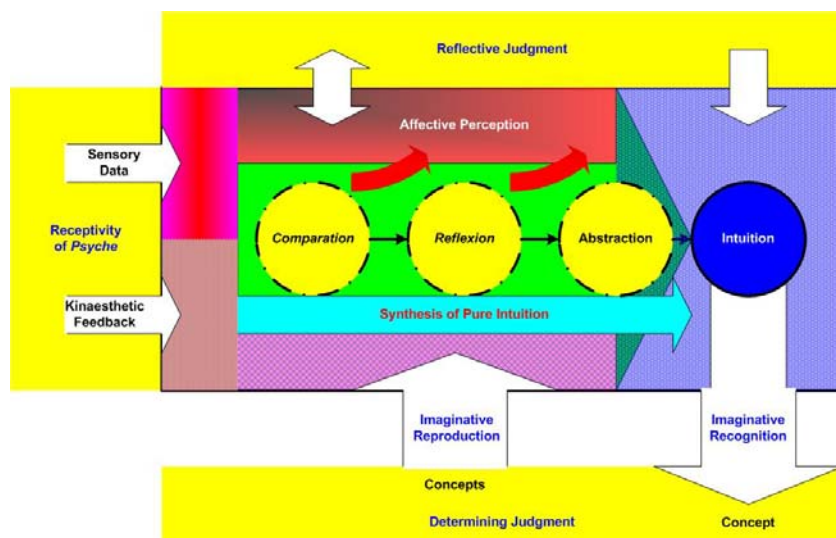 Reflective Judgment
Affective Perception
Sensory
Data
Receptivity
of Psyche
Comparation
Reflexion
Abstraction
Intuition
Kinaesthetic
Feedback
Synthesis of Pure Intuition
Imaginative
Reproduction
Imaginative
Recognition
Concepts
Determining Judgment
Concept